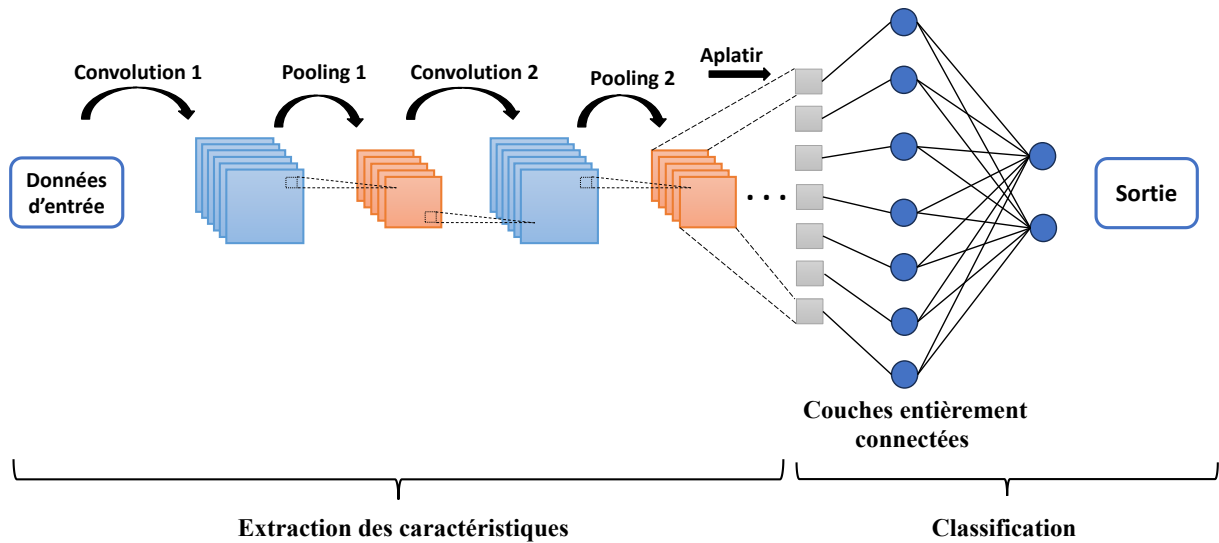 Convolution 1
Pooling 1
Convolution 2
Pooling 2
Aplatir
Données
d'entrée
...
Sortie
Couches entièrement
connectées
Extraction des caractéristiques
Classification